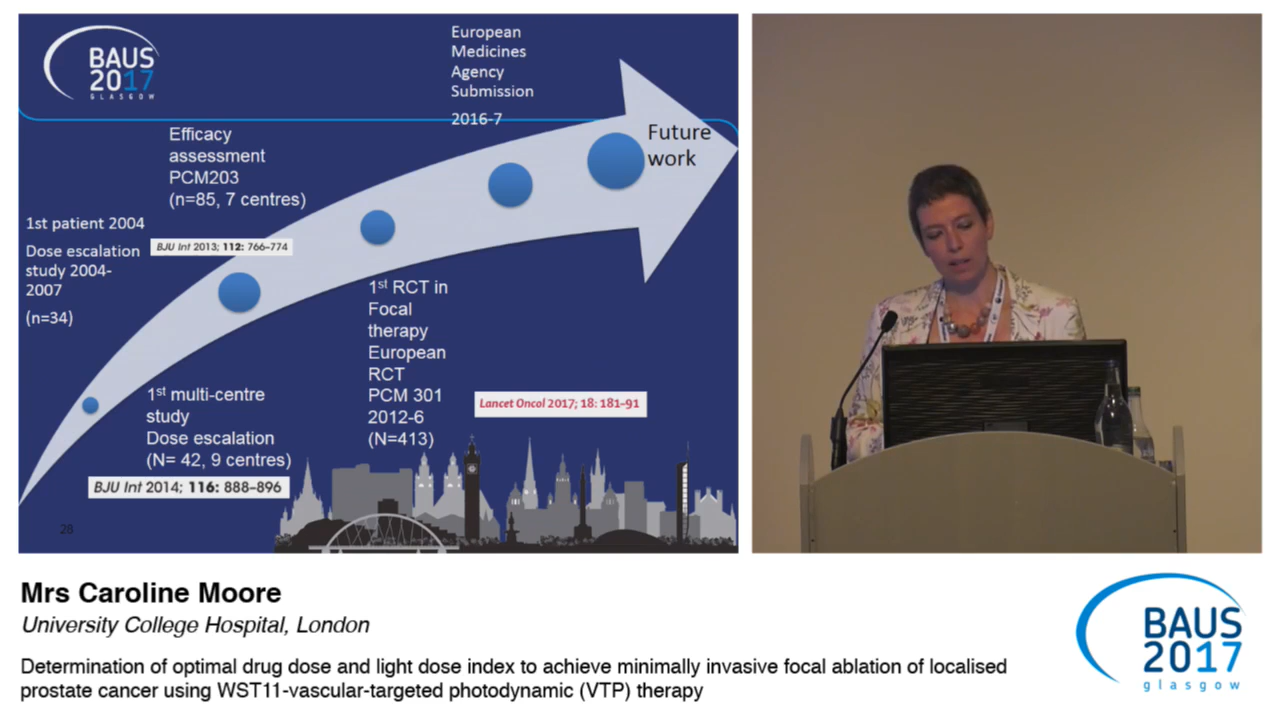 BAUS
2017
GLASGOW
European
Medicines
Agency
Submission
2016-7
Future
work
Efficacy
assessment
PCM203
(n=85, 7 centres)
1st patient 2004
Dose escalation
study 2004-
2007
(n=34)
BJU Int 2013; 112: 766–774
1st RCT in
Focal
therapy
European
RCT
PCM 301
2012-6
(N=413)
Lancet Oncol 2017; 18: 181–91
1st multi-centre
study
Dose escalation
(N= 42, 9 centres)
BJU Int 2014; 116: 888–896
28
Mrs Caroline Moore
University College Hospital, London
Determination of optimal drug dose and light dose index to achieve minimally invasive focal ablation of localised
prostate cancer using WST11-vascular-targeted photodynamic (VTP) therapy
BAUS
2017
glasgow